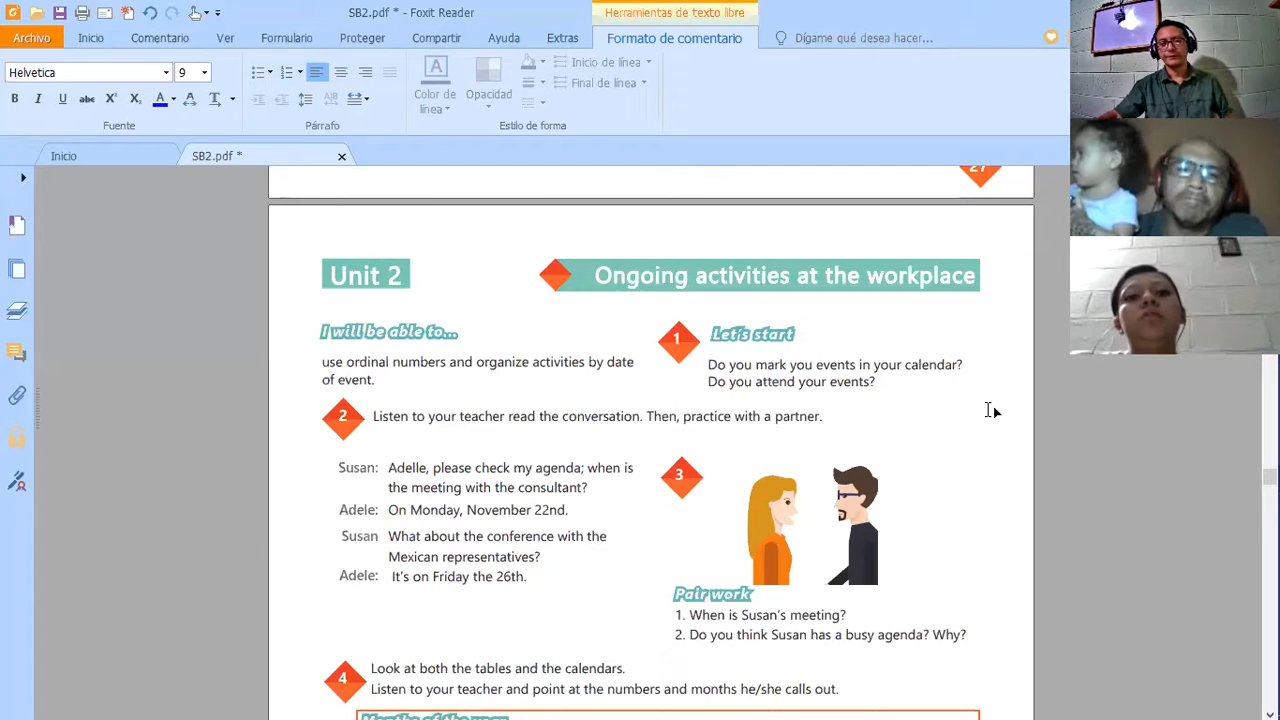 SB2.pdf * - Foxit Reader
Herramientas de texto libre
Archivo
Inicio
Comentario
Ver
Formulario
Proteger
Compartir
Ayuda
Extras
Formato de comentario
Dígame qué desea hacer...
Helvetica
9
Color de línea
Opacidad
Inicio de línea
Final de línea
Fuente
Párrafo
Estilo de forma
Inicio
SB2.pdf *
27
Unit 2
Ongoing activities at the workplace
I will be able to...
use ordinal numbers and organize activities by date
of event.
1
Let's start
Do you mark you events in your calendar?
Do you attend your events?
2
Listen to your teacher read the conversation. Then, practice with a partner.
Susan: Adelle, please check my agenda; when is
the meeting with the consultant?
Adele: On Monday, November 22nd.
Susan What about the conference with the
Mexican representatives?
Adele: It's on Friday the 26th.
3
Pair work
1. When is Susan's meeting?
2. Do you think Susan has a busy agenda? Why?
4
Look at both the tables and the calendars.
Listen to your teacher and point at the numbers and months he/she calls out.
Months of the year